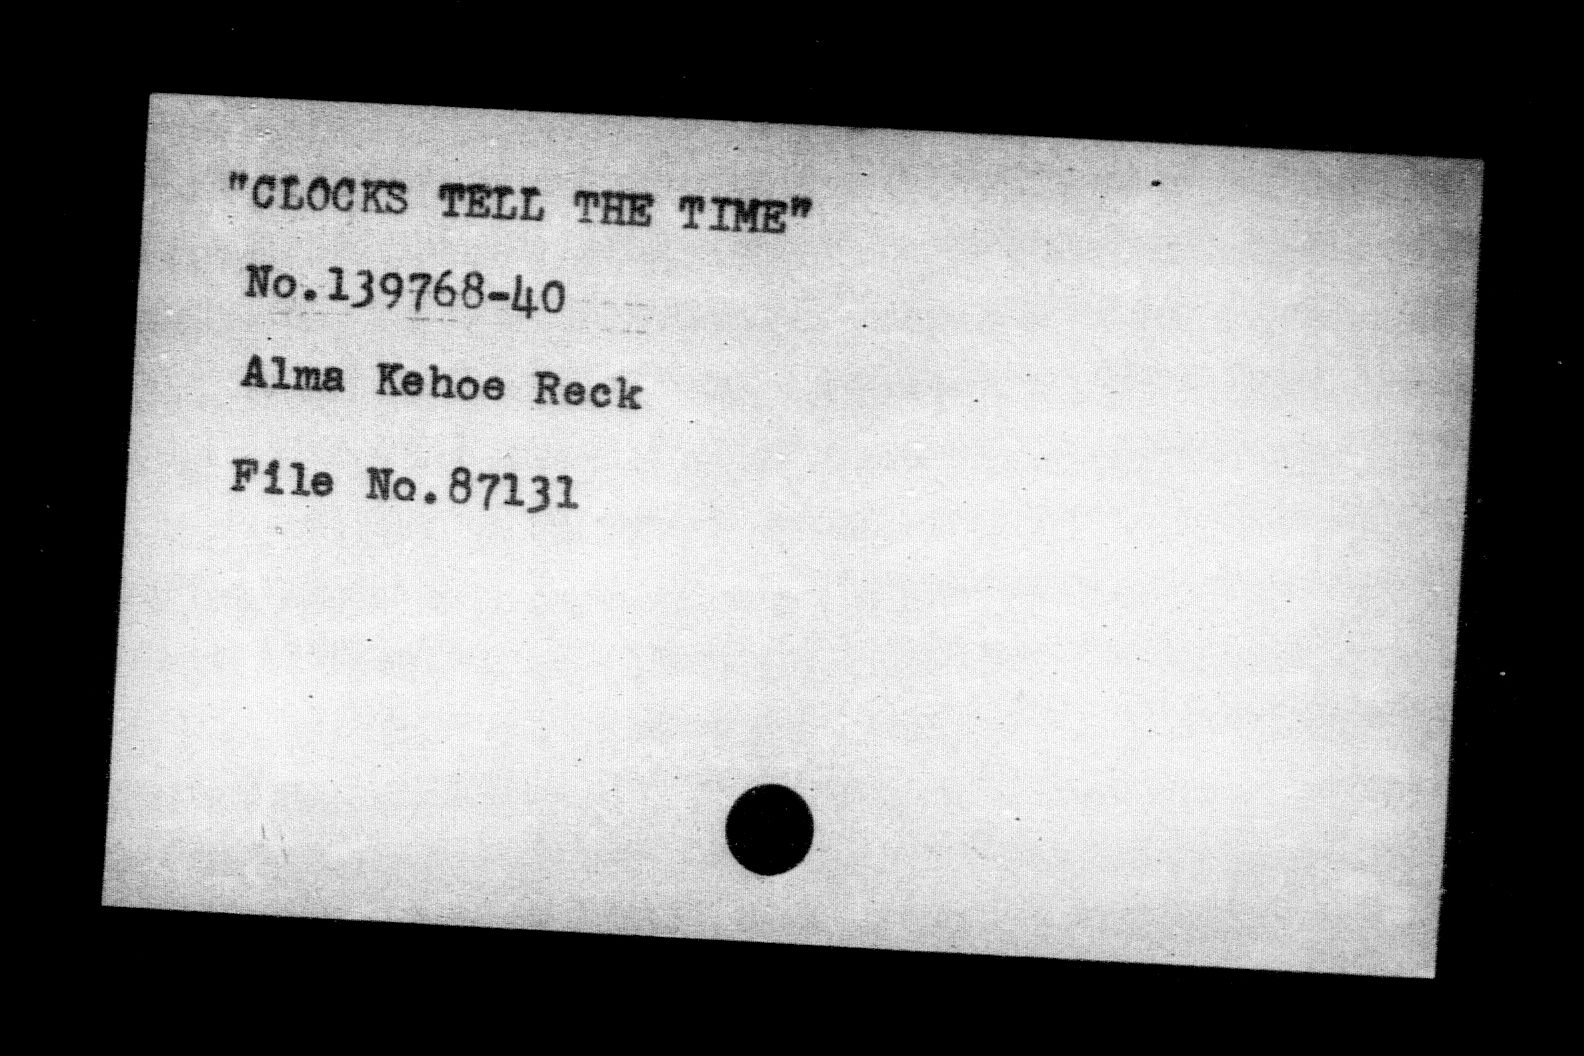 "CLOCKS TELL THE TIME"
No.139768-40
Alma Kehoe Reck
File No.87131